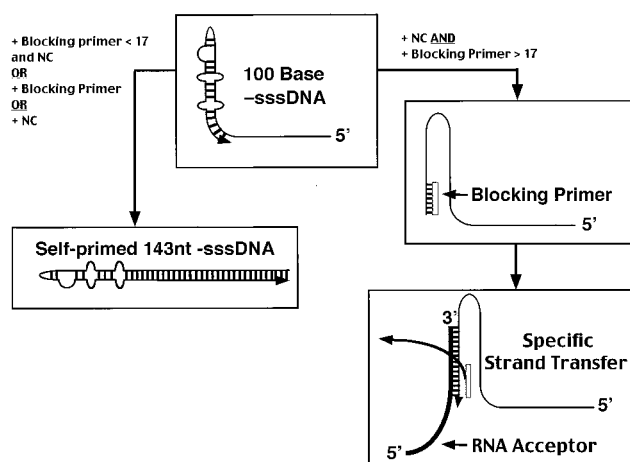 + Blocking primer < 17
and NC
OR
+ Blocking Primer
OR
+ NC
100 Base
–sssDNA
5’
+ NC AND
+ Blocking Primer > 17
Blocking Primer
5’
Self-primed 143nt -sssDNA
3’
Specific
Strand Transfer
5’
5’
RNA Acceptor